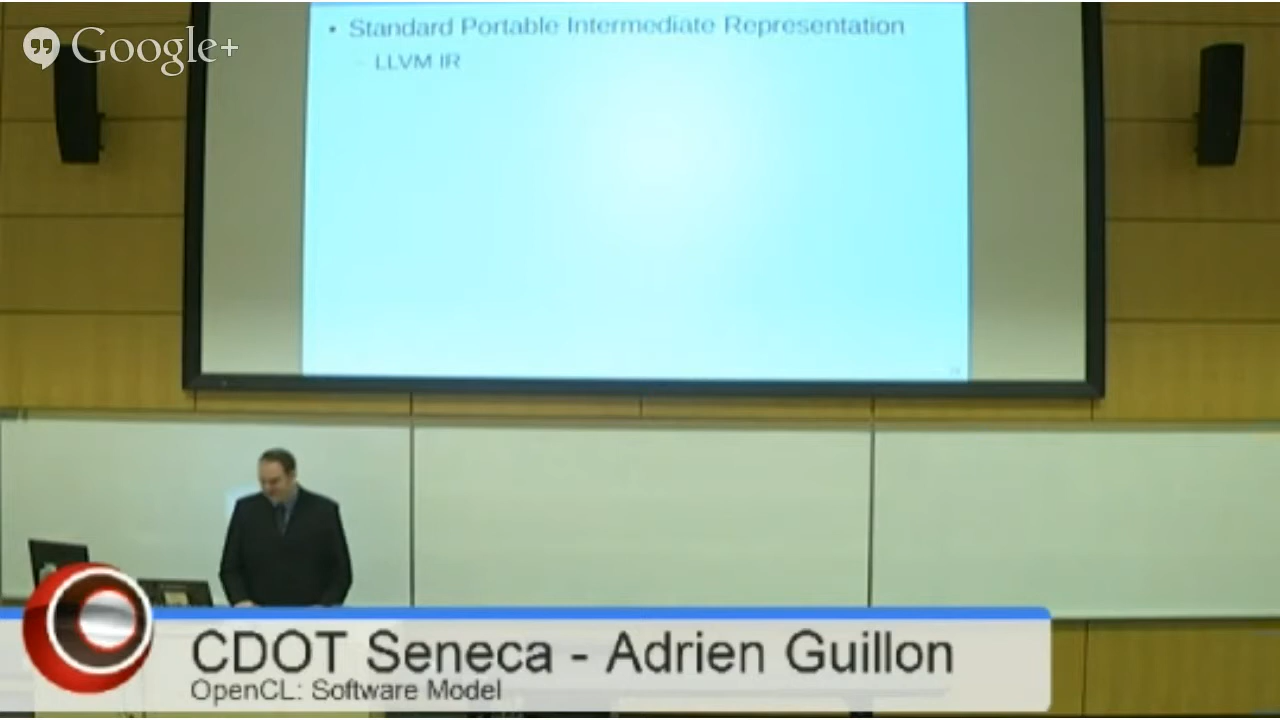 Google+
• Standard Portable Intermediate Representation
– LLVM IR
CDOT Seneca - Adrien Guillon
OpenCL: Software Model